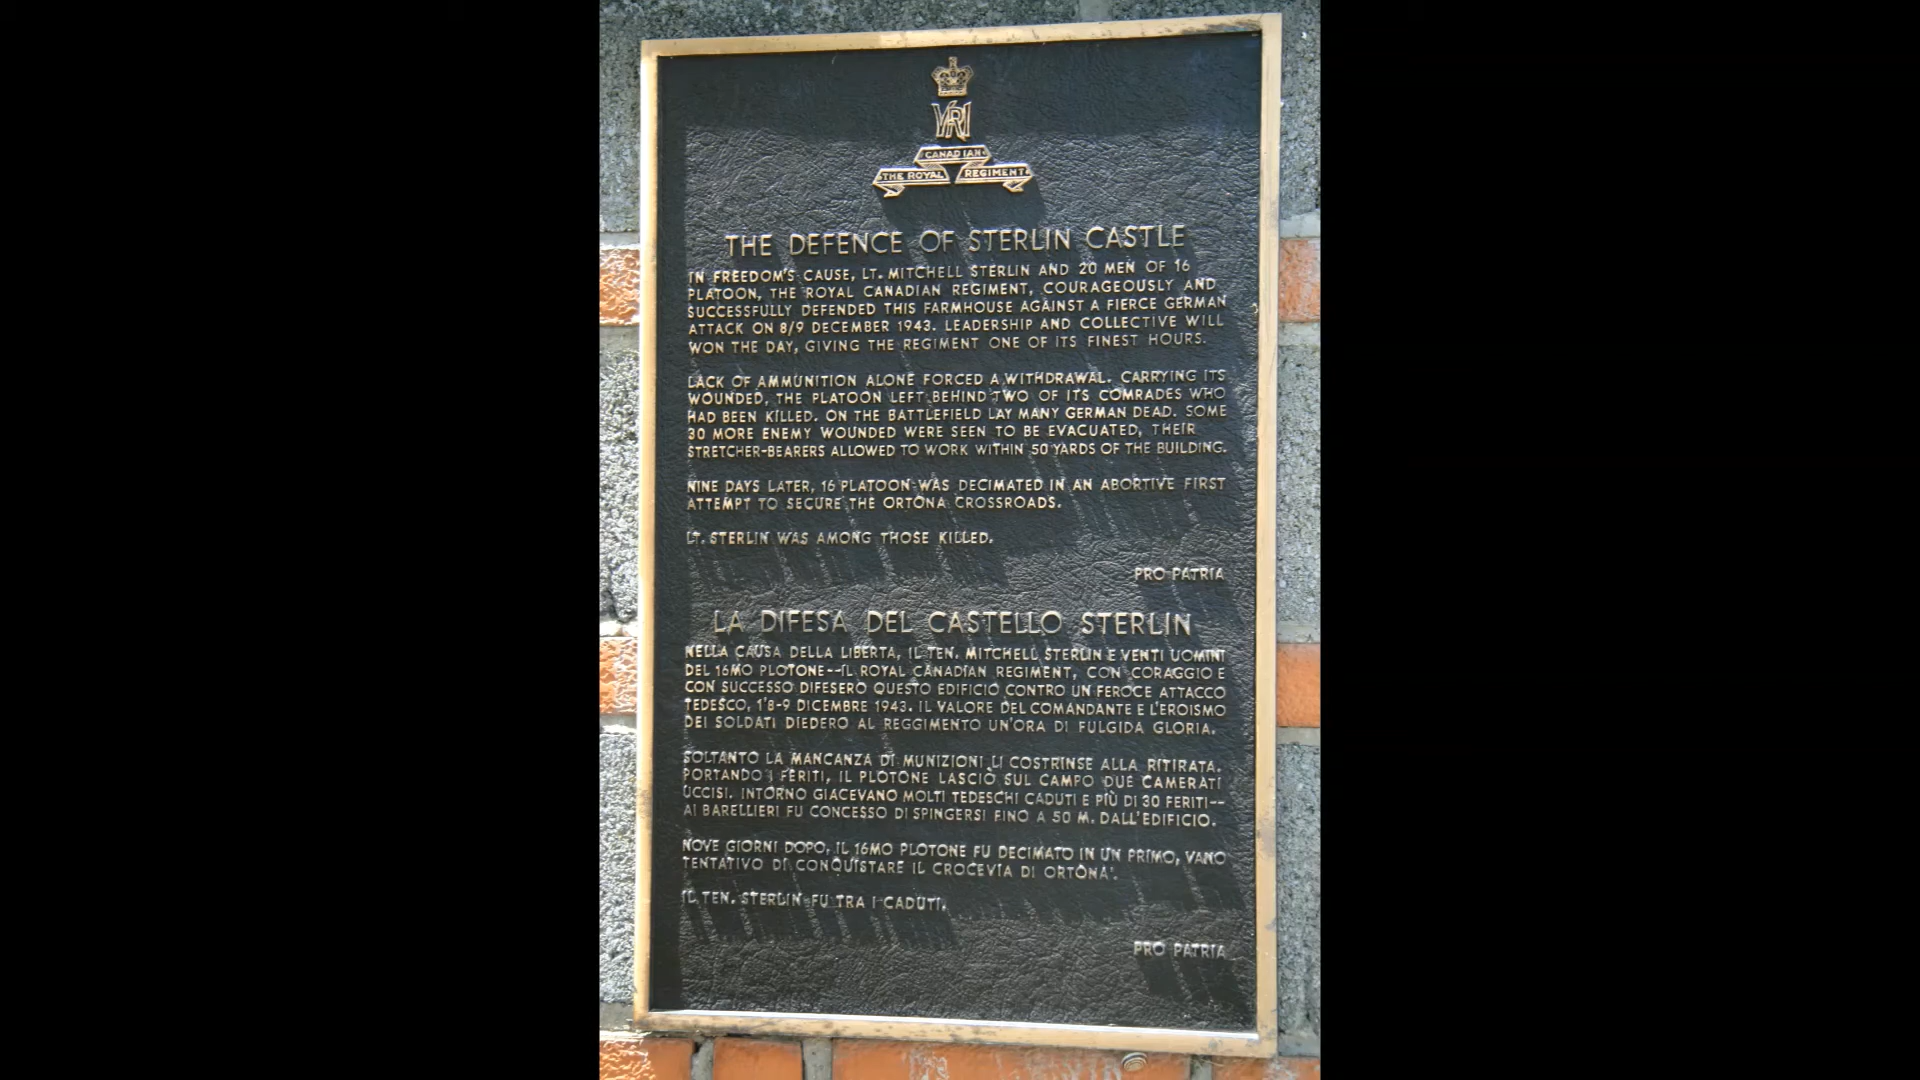 VRI
CANADIAN
THE ROYAL REGIMENT
THE DEFENCE OF STERLIN CASTLE
IN FREEDOM'S CAUSE, LT. MITCHELL STERLIN AND 20 MEN OF 16
PLATOON, THE ROYAL CANADIAN REGIMENT, COURAGEOUSLY AND
SUCCESSFULLY DEFENDED THIS FARMHOUSE AGAINST A FIERCE GERMAN
ATTACK ON 8/9 DECEMBER 1943. LEADERSHIP AND COLLECTIVE WILL
WON THE DAY, GIVING THE REGIMENT ONE OF ITS FINEST HOURS.
LACK OF AMMUNITION ALONE FORCED A WITHDRAWAL. CARRYING ITS
WOUNDED, THE PLATOON LEFT BEHIND TWO OF ITS COMRADES WHO
HAD BEEN KILLED. ON THE BATTLEFIELD LAY MANY GERMAN DEAD. SOME
30 MORE ENEMY WOUNDED WERE SEEN TO BE EVACUATED, THEIR
STRETCHER-BEARERS ALLOWED TO WORK WITHIN 50 YARDS OF THE BUILDING.
NINE DAYS LATER, 16 PLATOON WAS DECIMATED IN AN ABORTIVE FIRST
ATTEMPT TO SECURE THE ORTONA CROSSROADS.
LT. STERLIN WAS AMONG THOSE KILLED.
PRO PATRIA
LA DIFESA DEL CASTELLO STERLIN
NELLA CAUSA DELLA LIBERTA, IL TEN. MITCHELL STERLIN E VENTI UOMINI
DEL 16MO PLOTONE--IL ROYAL CANADIAN REGIMENT, CON CORAGGIO E
CON SUCCESSO DIFESERO QUESTO EDIFICIO CONTRO UN FEROCE ATTACCO
TEDESCO, 1'8-9 DICEMBRE 1943. IL VALORE DEL COMANDANTE E L'EROISMO
DEI SOLDATI DIEDERO AL REGGIMENTO UN'ORA DI FULGIDA GLORIA.
SOLTANTO LA MANCANZA DI MUNIZIONI LI COSTRINSE ALLA RITIRATA.
PORTANDO I FERITI, IL PLOTONE LASCIÒ SUL CAMPO DUE CAMERATI
UCCISI. INTORNO GIACEVANO MOLTI TEDESCHI CADUTI E PIÙ DI 30 FERITI--
AI BARELLIERI FU CONCESSO DI SPINGERSI FINO A 50 M. DALL'EDIFICIO.
NOVE GIORNI DOPO, IL 16MO PLOTONE FU DECIMATO IN UN PRIMO, VANO
TENTATIVO DI CONQUISTARE IL CROCEVIA DI ORTONA'.
IL TEN. STERLIN FU TRA I CADUTI.
PRO PATRIA